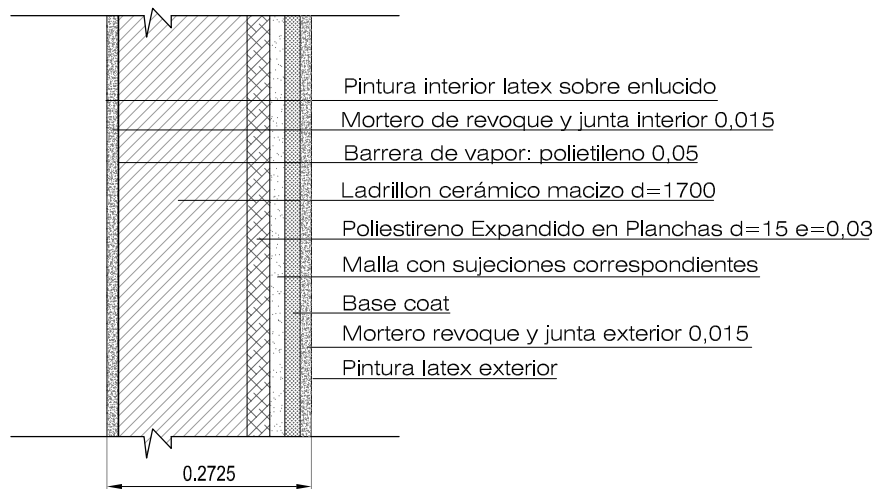 Pintura interior latex sobre enlucido
Mortero de revoque y junta interior 0,015
Barrera de vapor: polietileno 0,05
Ladrillon cerámico macizo d=1700
Poliestireno Expandido en Planchas d=15 e=0,03
Malla con sujeciones correspondientes
Base coat
Mortero revoque y junta exterior 0,015
Pintura latex exterior
0.2725